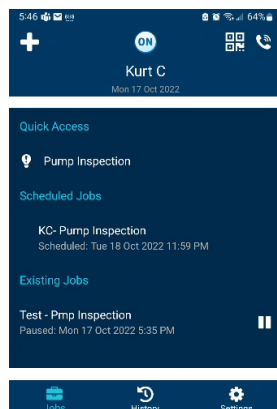 5:46 64%
ON
Kurt C
Mon 17 Oct 2022
Quick Access
Pump Inspection
Scheduled Jobs
KC- Pump Inspection
Scheduled: Tue 18 Oct 2022 11:59 PM
Existing Jobs
Test - Pmp Inspection
Paused: Mon 17 Oct 2022 5:35 PM
Jobs History Settings